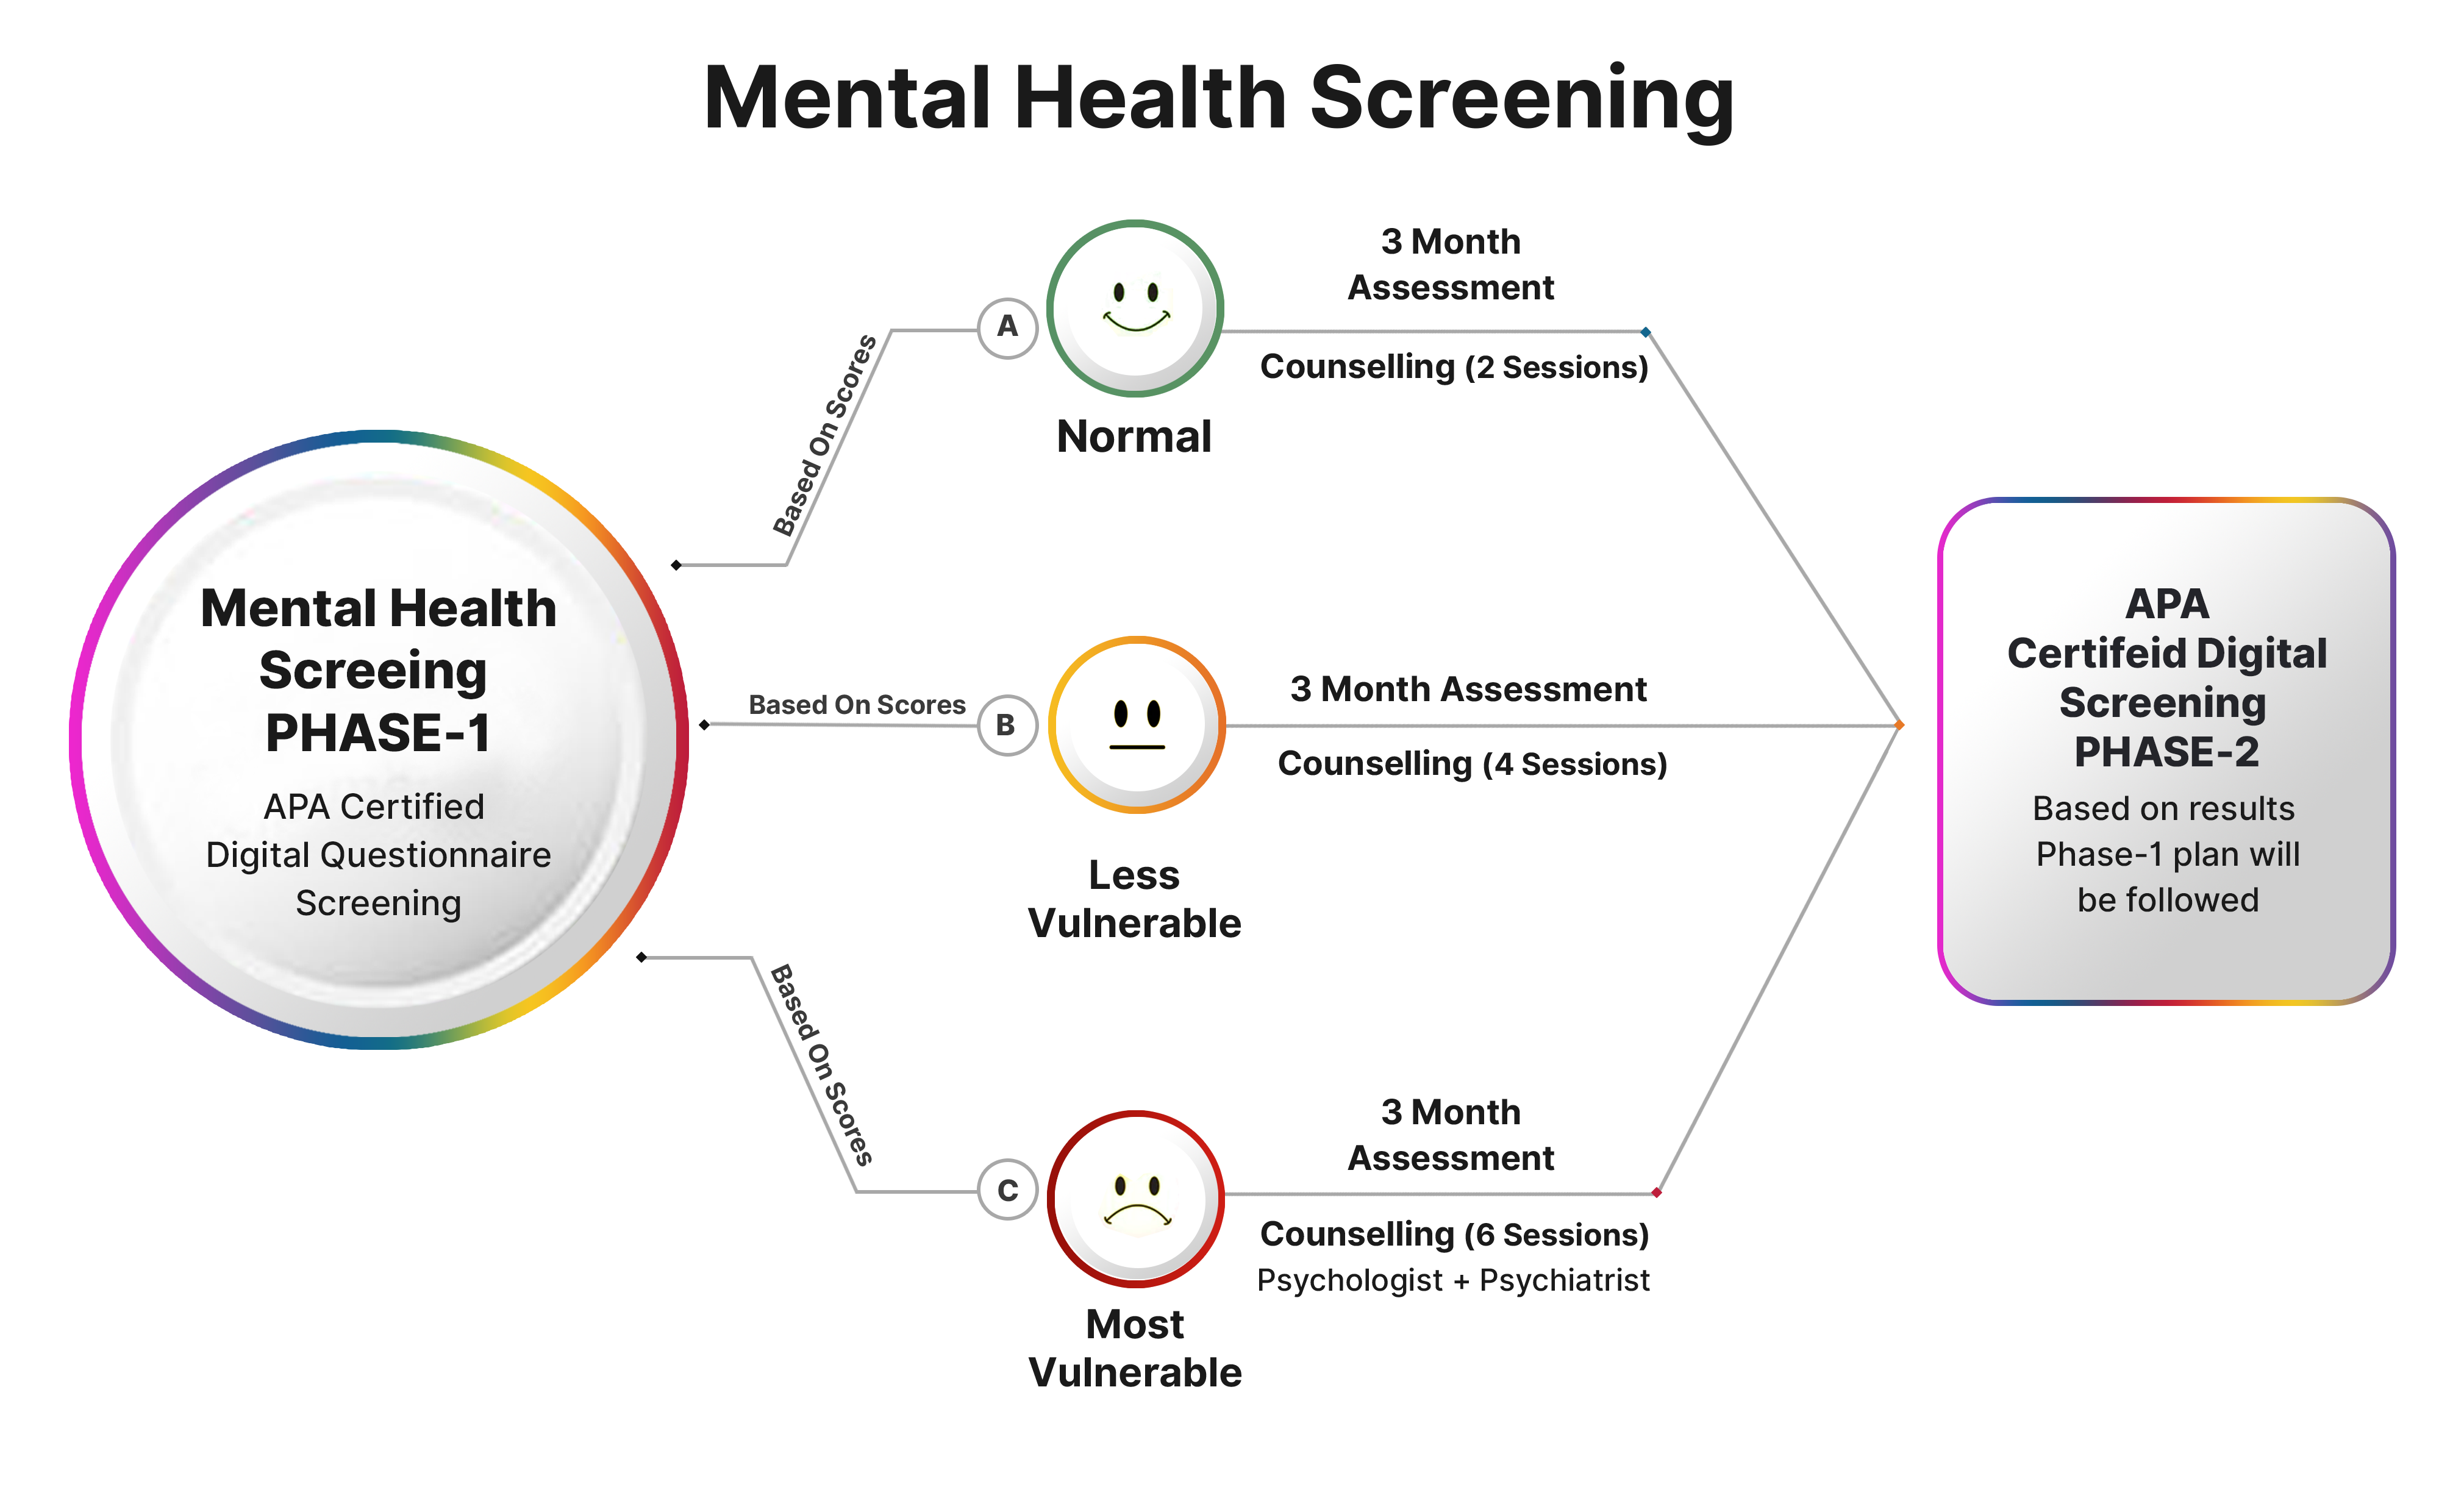 Mental Health Screening
Mental Health
Screeing
PHASE-1
APA Certified
Digital Questionnaire
Screening
Based On Scores
A
Normal
3 Month
Assessment
Counselling (2 Sessions)
Based On Scores
B
Less
Vulnerable
3 Month Assessment
Counselling (4 Sessions)
Based On Scores
C
Most
Vulnerable
3 Month
Assessment
Counselling (6 Sessions)
Psychologist + Psychiatrist
APA
Certifeid Digital
Screening
PHASE-2
Based on results
Phase-1 plan will
be followed